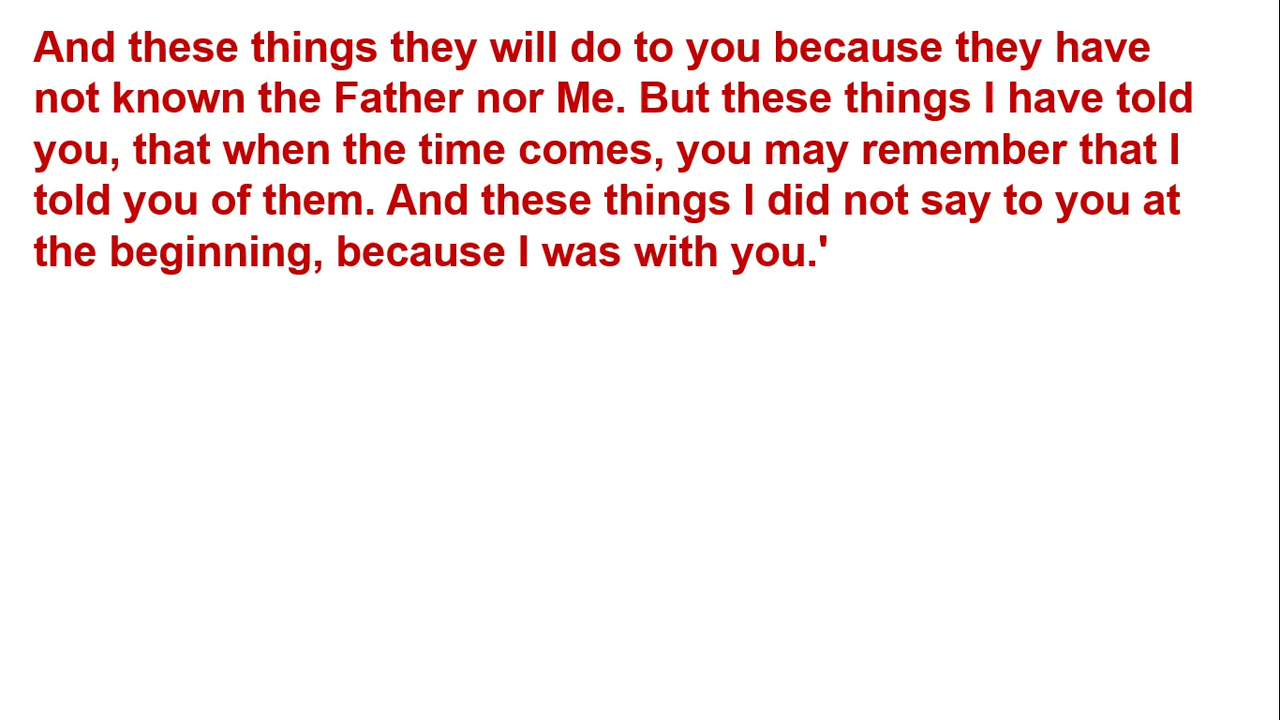 And these things they will do to you because they have
not known the Father nor Me. But these things I have told
you, that when the time comes, you may remember that I
told you of them. And these things I did not say to you at
the beginning, because I was with you.'